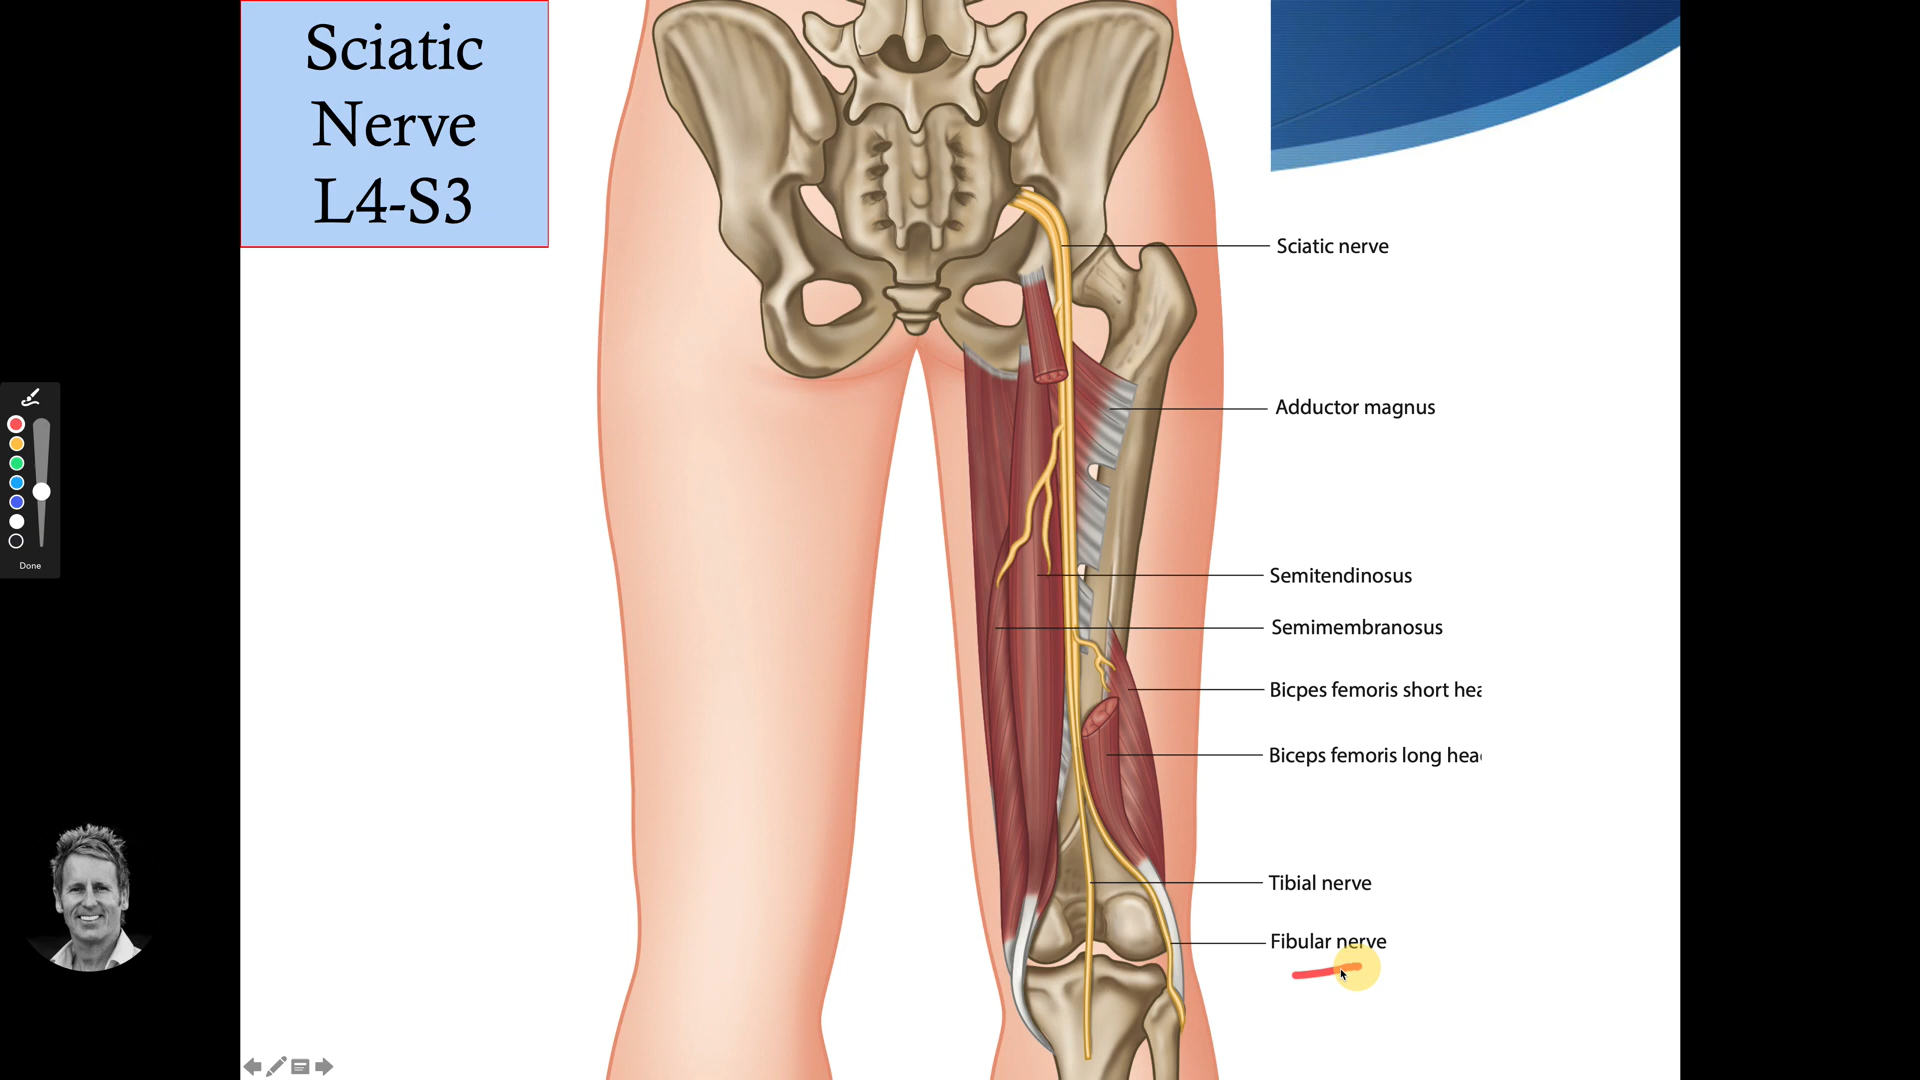 Sciatic
Nerve
L4-S3
Sciatic nerve
Adductor magnus
Semitendinosus
Semimembranosus
Bicpes femoris short hea
Biceps femoris long hea
Tibial nerve
Fibular nerve
Done